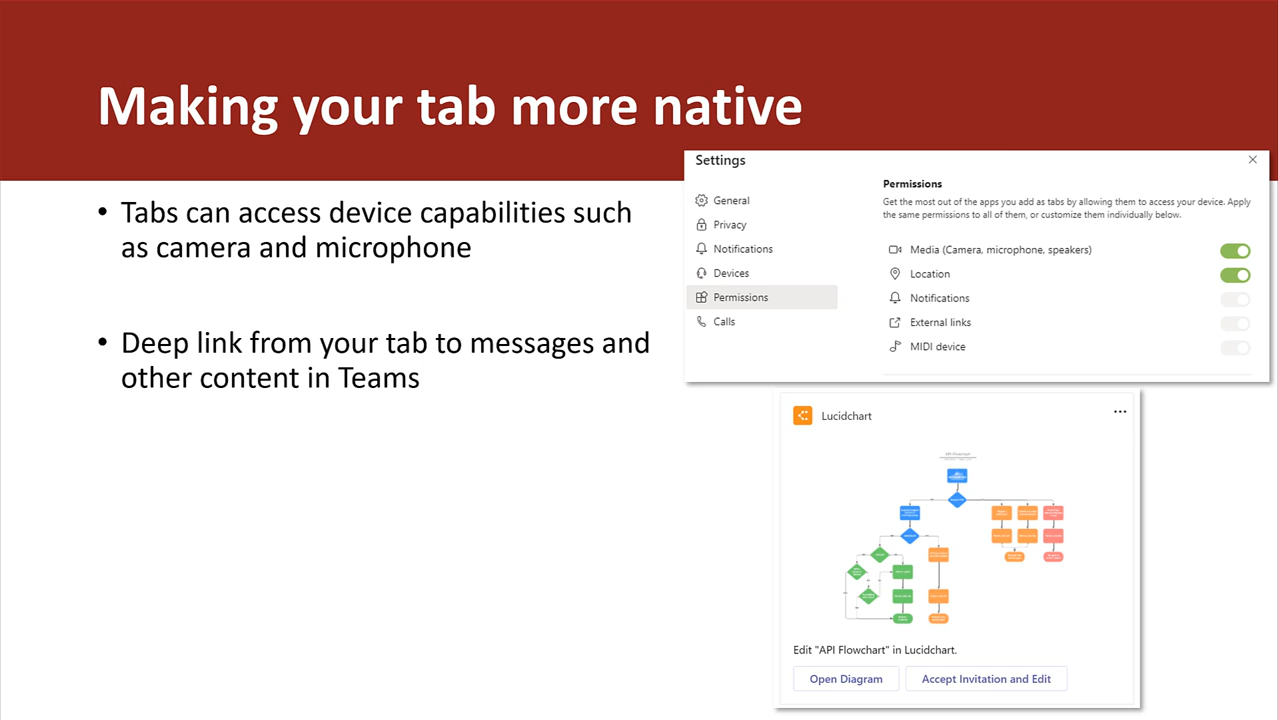 Making your tab more native
• Tabs can access device capabilities such
as camera and microphone
• Deep link from your tab to messages and
other content in Teams
Settings
General
Privacy
Notifications
Devices
Permissions
Calls
Permissions
Get the most out of the apps you add as tabs by allowing them to access your device. Apply
the same permissions to all of them, or customize them individually below.
Media (Camera, microphone, speakers)
Location
Notifications
External links
MIDI device
Lucidchart
API Flowchart
Edit "API Flowchart" in Lucidchart.
Open Diagram
Accept Invitation and Edit